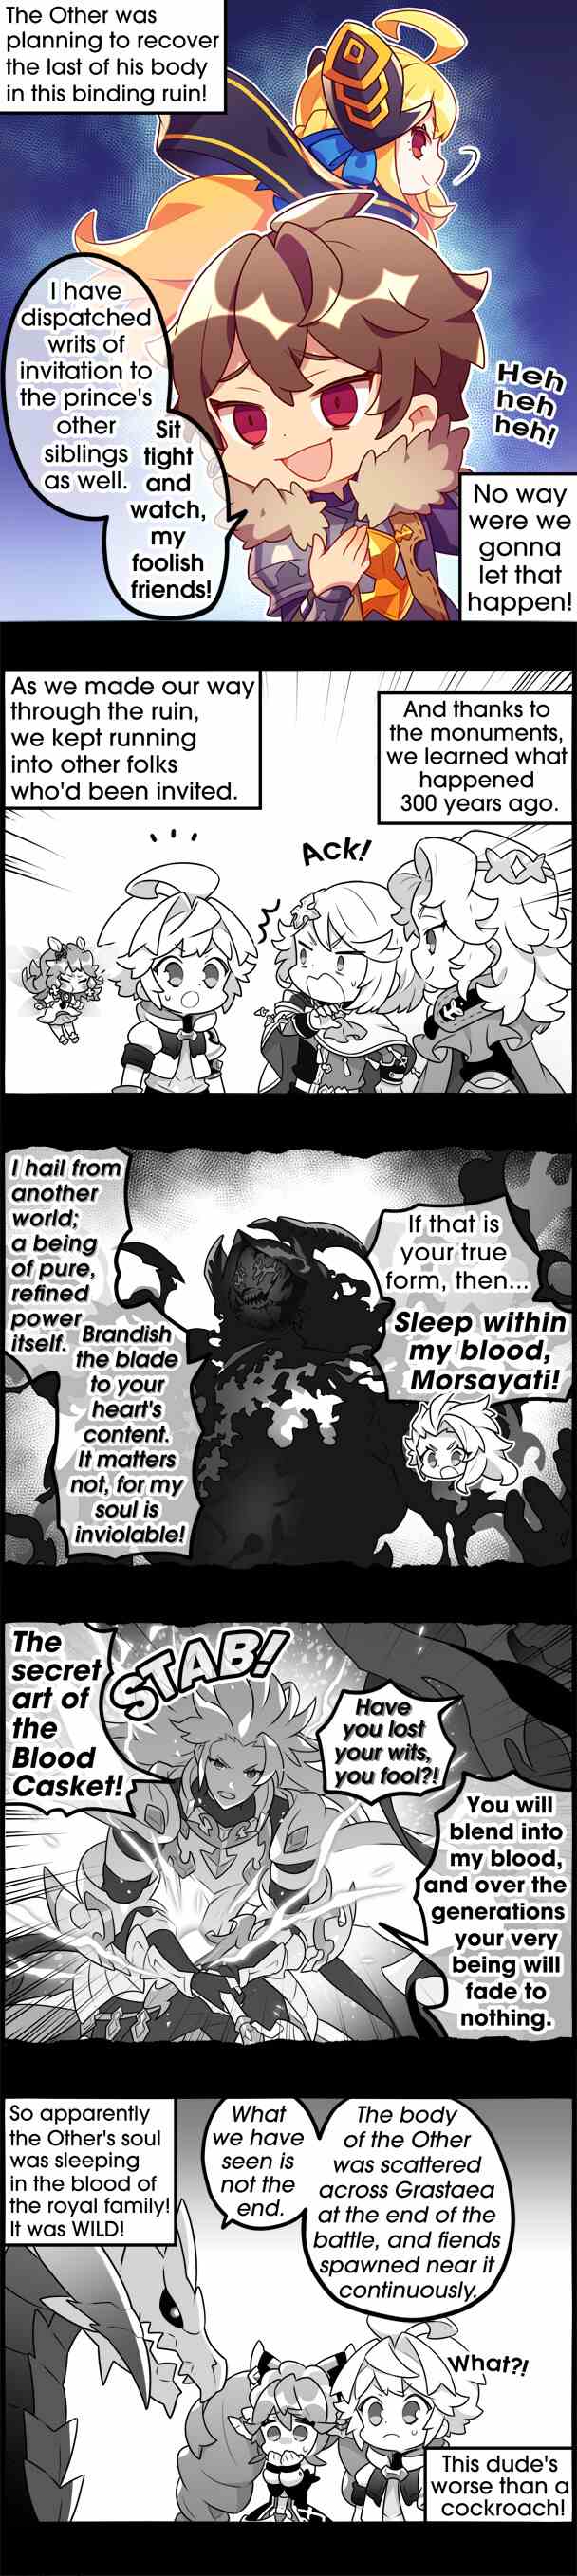 The Other was
planning to recover
the last of his body
in this binding ruin!
I have
dispatched
writs of
invitation to
the prince's
other
siblings
as well.
Sit
tight
and
watch,
my
foolish
friends!
Heh
heh
heh!
No way
were we
gonna
let that
happen!
As we made our way
through the ruin,
we kept running
into other folks
who'd been invited.
And thanks to
the monuments,
we learned what
happened
300 years ago.
Ack!
I hail from
another
world;
a being
of pure,
refined
power
itself.
Brandish
the blade
to your
heart's
content.
It matters
not, for my
soul is
inviolable!
If that is
your true
form, then...
Sleep within
my blood,
Morsayati!
The
secret
art of
the
Blood
Casket!
STAB!
Have
you lost
your wits,
you fool?!
You will
blend into
my blood,
and over the
generations
your very
being will
fade to
nothing.
So apparently
the Other's soul
was sleeping
in the blood of
the royal family!
It was WILD!
What
we have
seen is
not the
end.
The body
of the Other
was scattered
across Grastaea
at the end of the
battle, and fiends
spawned near it
continuously.
What?!
This dude's
worse than a
cockroach!